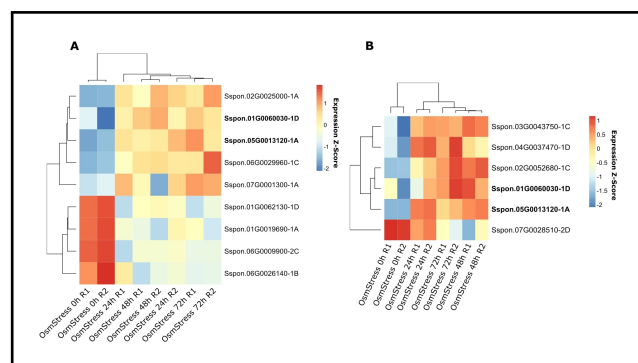 A
Sspon.02G0025000-1A
Sspon.01G0060030-1D
Sspon.05G0013120-1A
Sspon.06G0029960-1C
Sspon.07G0001300-1A
Sspon.01G0062130-1D
Sspon.01G0019690-1A
Sspon.06G0009900-2C
Sspon.06G0026140-1B
OsmStress 0h R1
OsmStress 0h R2
OsmStress 24h R1
OsmStress 48h R1
OsmStress 48h R2
OsmStress 24h R2
OsmStress 72h R1
OsmStress 72h R2
2
1
0
-1
-2
Expression Z-Score
B
Sspon.03G0043750-1C
Sspon.04G0037470-1D
Sspon.02G0052680-1C
Sspon.01G0060030-1D
Sspon.05G0013120-1A
Sspon.07G0028510-2D
OsmStress 0h R1
OsmStress 0h R2
OsmStress 24h R1
OsmStress 24h R2
OsmStress 72h R1
OsmStress 72h R2
OsmStress 48h R1
OsmStress 48h R2
1
0.5
0
-0.5
-1
-1.5
-2
Expression Z-Score